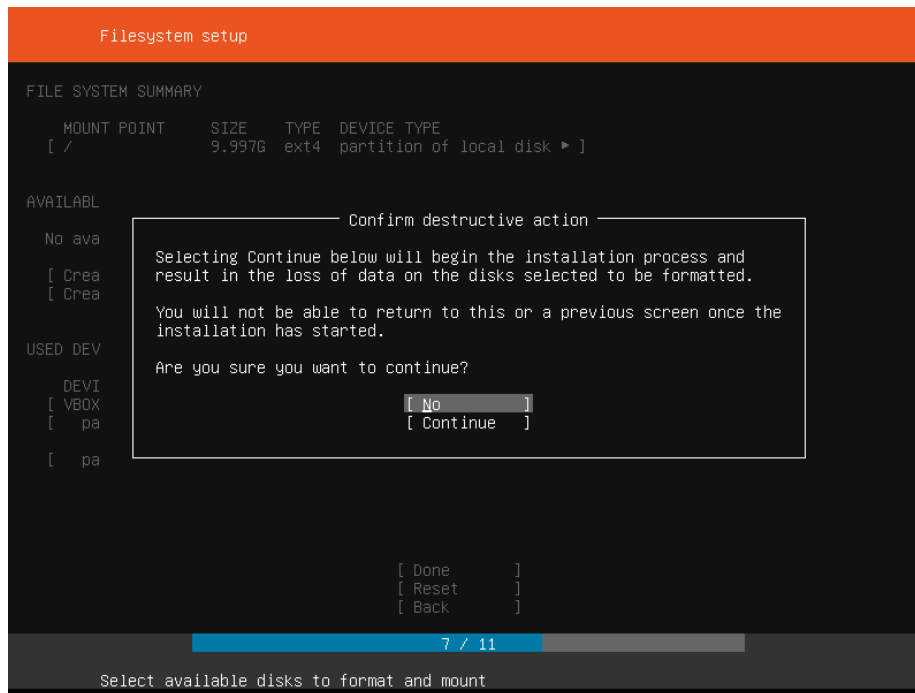 Filesystem setup
FILE SYSTEM SUMMARY
MOUNT POINT SIZE TYPE DEVICE TYPE
[ / 9.997G ext4 partition of local disk ▸ ]
AVAILABL
No ava
[ Crea
[ Crea
USED DEV
DEVI
[ VBOX
[ pa
[ pa
Confirm destructive action
Selecting Continue below will begin the installation process and
result in the loss of data on the disks selected to be formatted.
You will not be able to return to this or a previous screen once the
installation has started.
Are you sure you want to continue?
[ No ]
[ Continue ]
[ Done ]
[ Reset ]
[ Back ]
7 / 11
Select available disks to format and mount